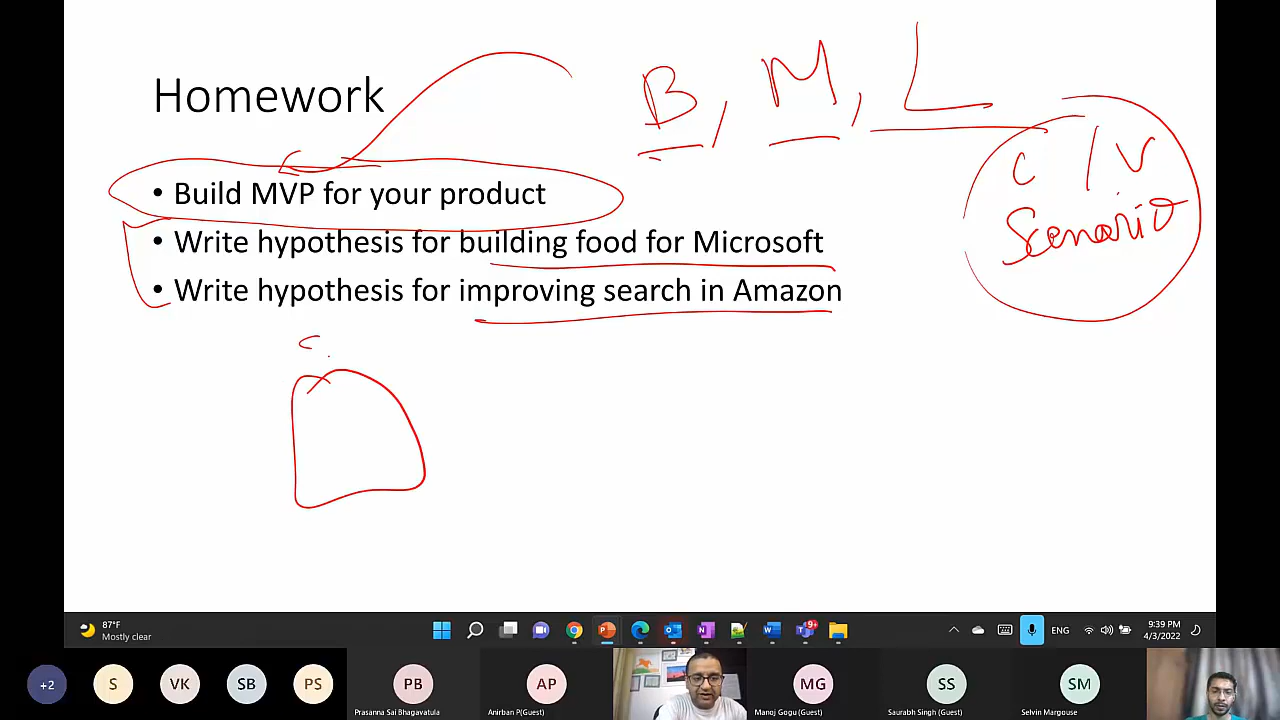 Homework
B, M, L
C / V
Scenario
• Build MVP for your product
• Write hypothesis for building food for Microsoft
• Write hypothesis for improving search in Amazon
C
87°F
Mostly clear
9+
ENG
9:39 PM
4/3/2022
+2
S
VK
SB
PS
PB
Prasanna Sai Bhagavatula
AP
Anirban P(Guest)
MG
Manoj Gogu (Guest)
SS
Saurabh Singh (Guest)
SM
Selvin Margouse